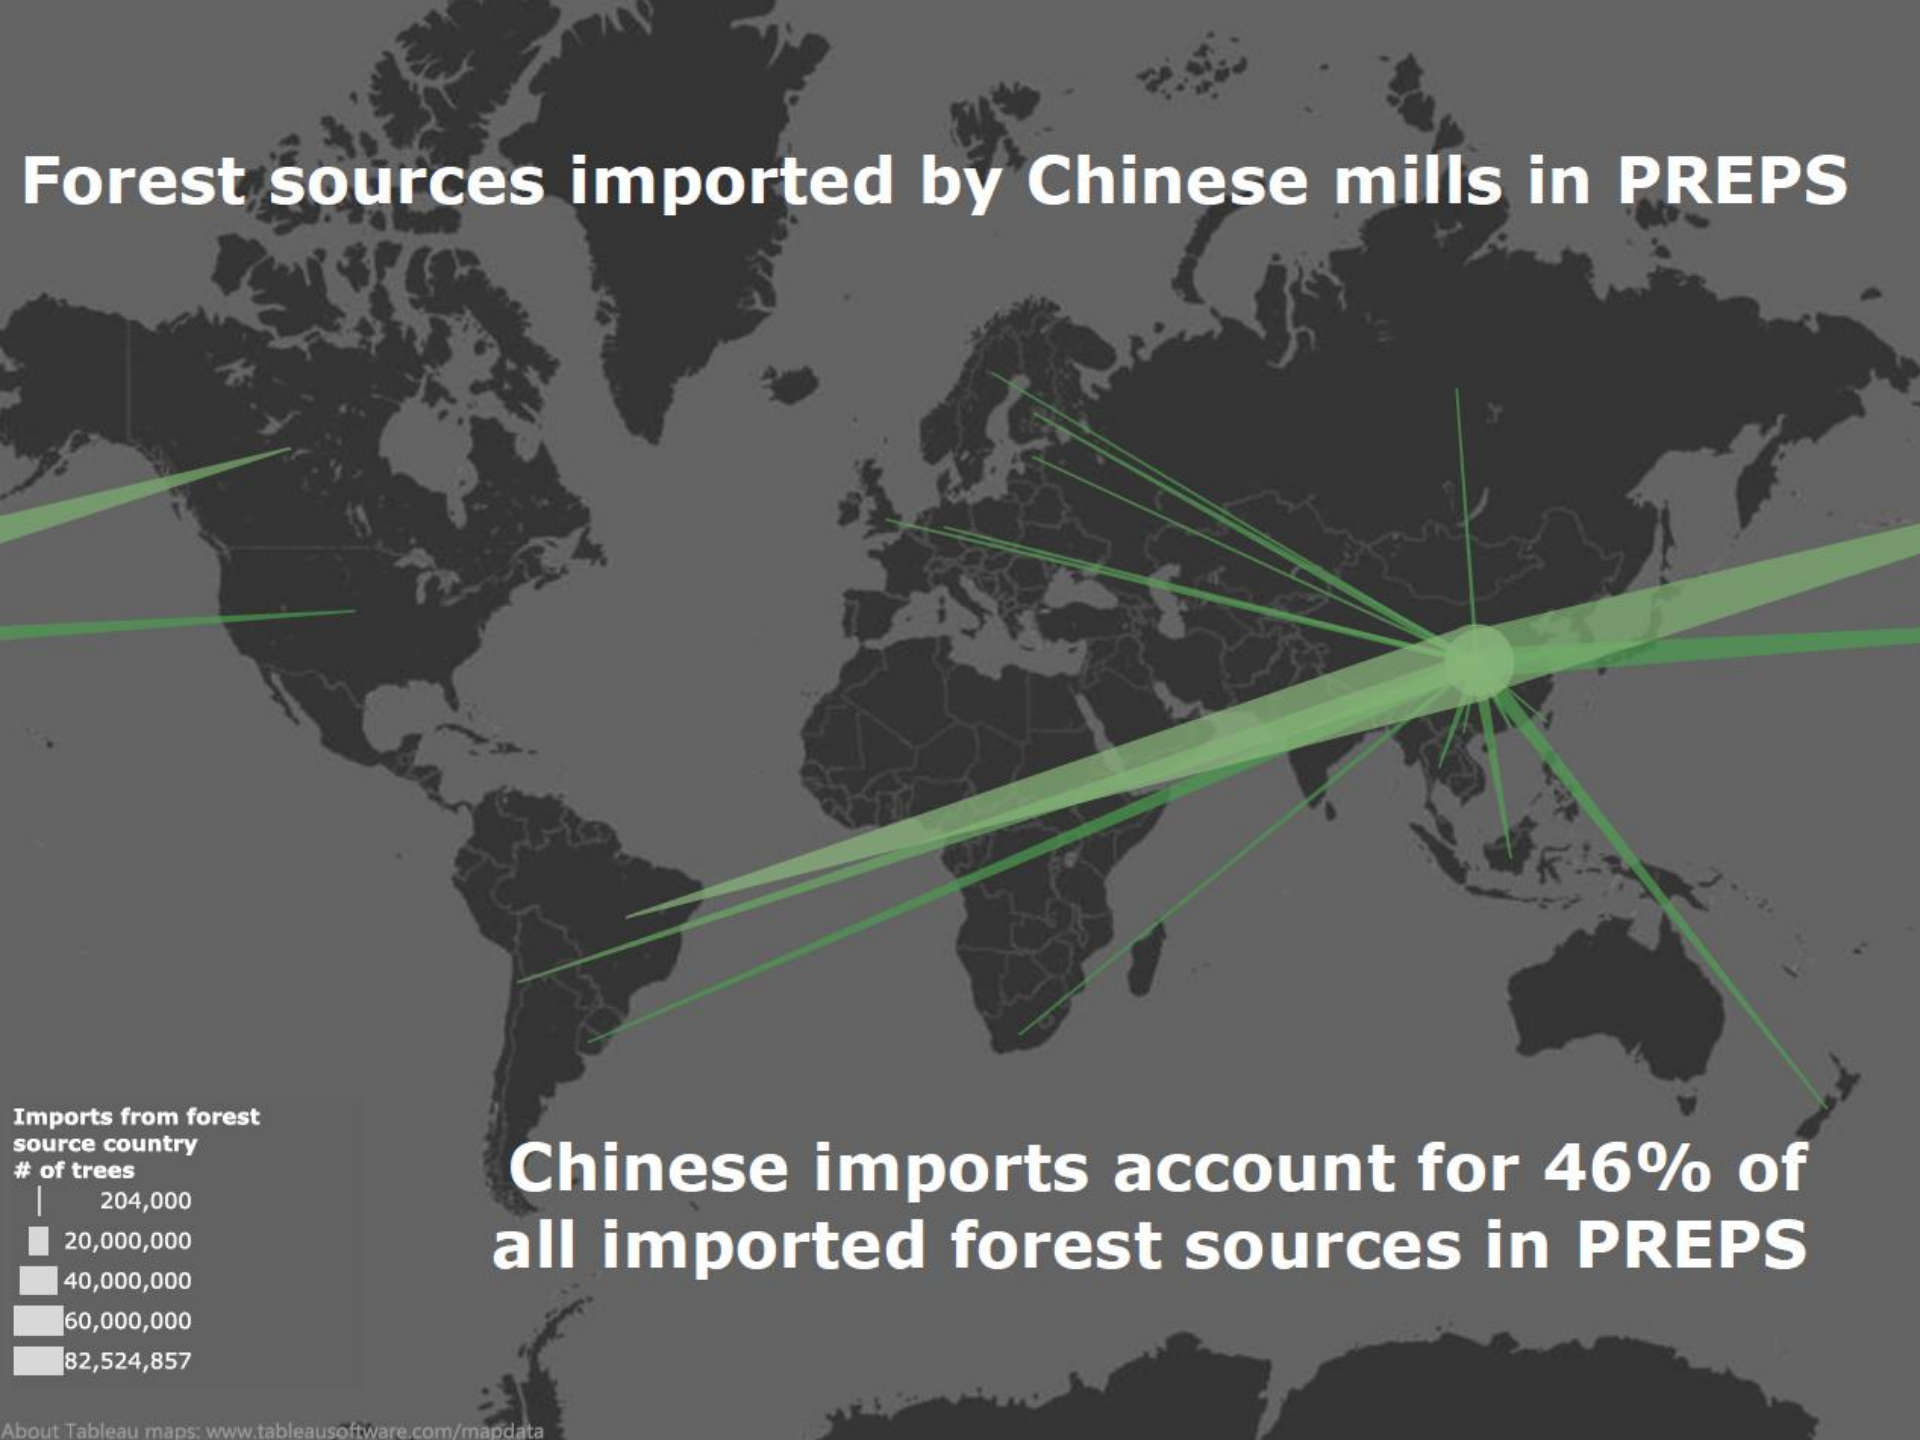 Forest sources imported by Chinese mills in PREPS
Imports from forest
source country
# of trees
204,000
20,000,000
40,000,000
60,000,000
82,524,857
Chinese imports account for 46% of
all imported forest sources in PREPS
About Tableau maps: www.tableausoftware.com/mapdata